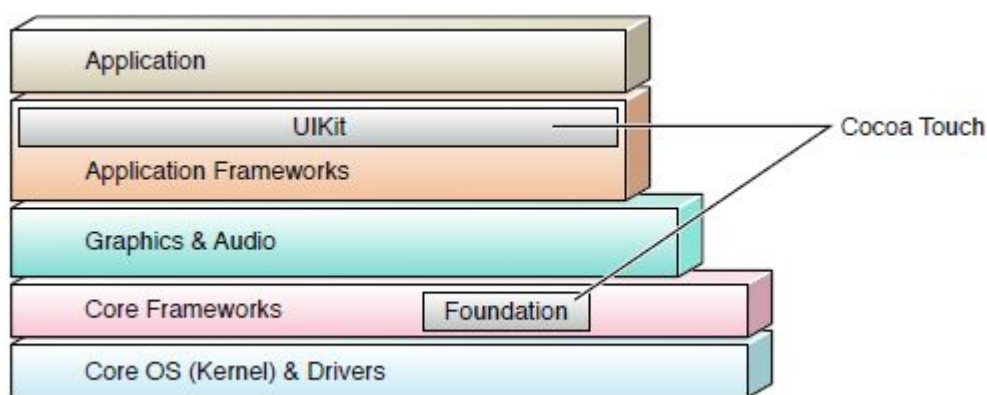 Application
UIKit
Cocoa Touch
Application Frameworks
Graphics & Audio
Core Frameworks
Foundation
Core OS (Kernel) & Drivers